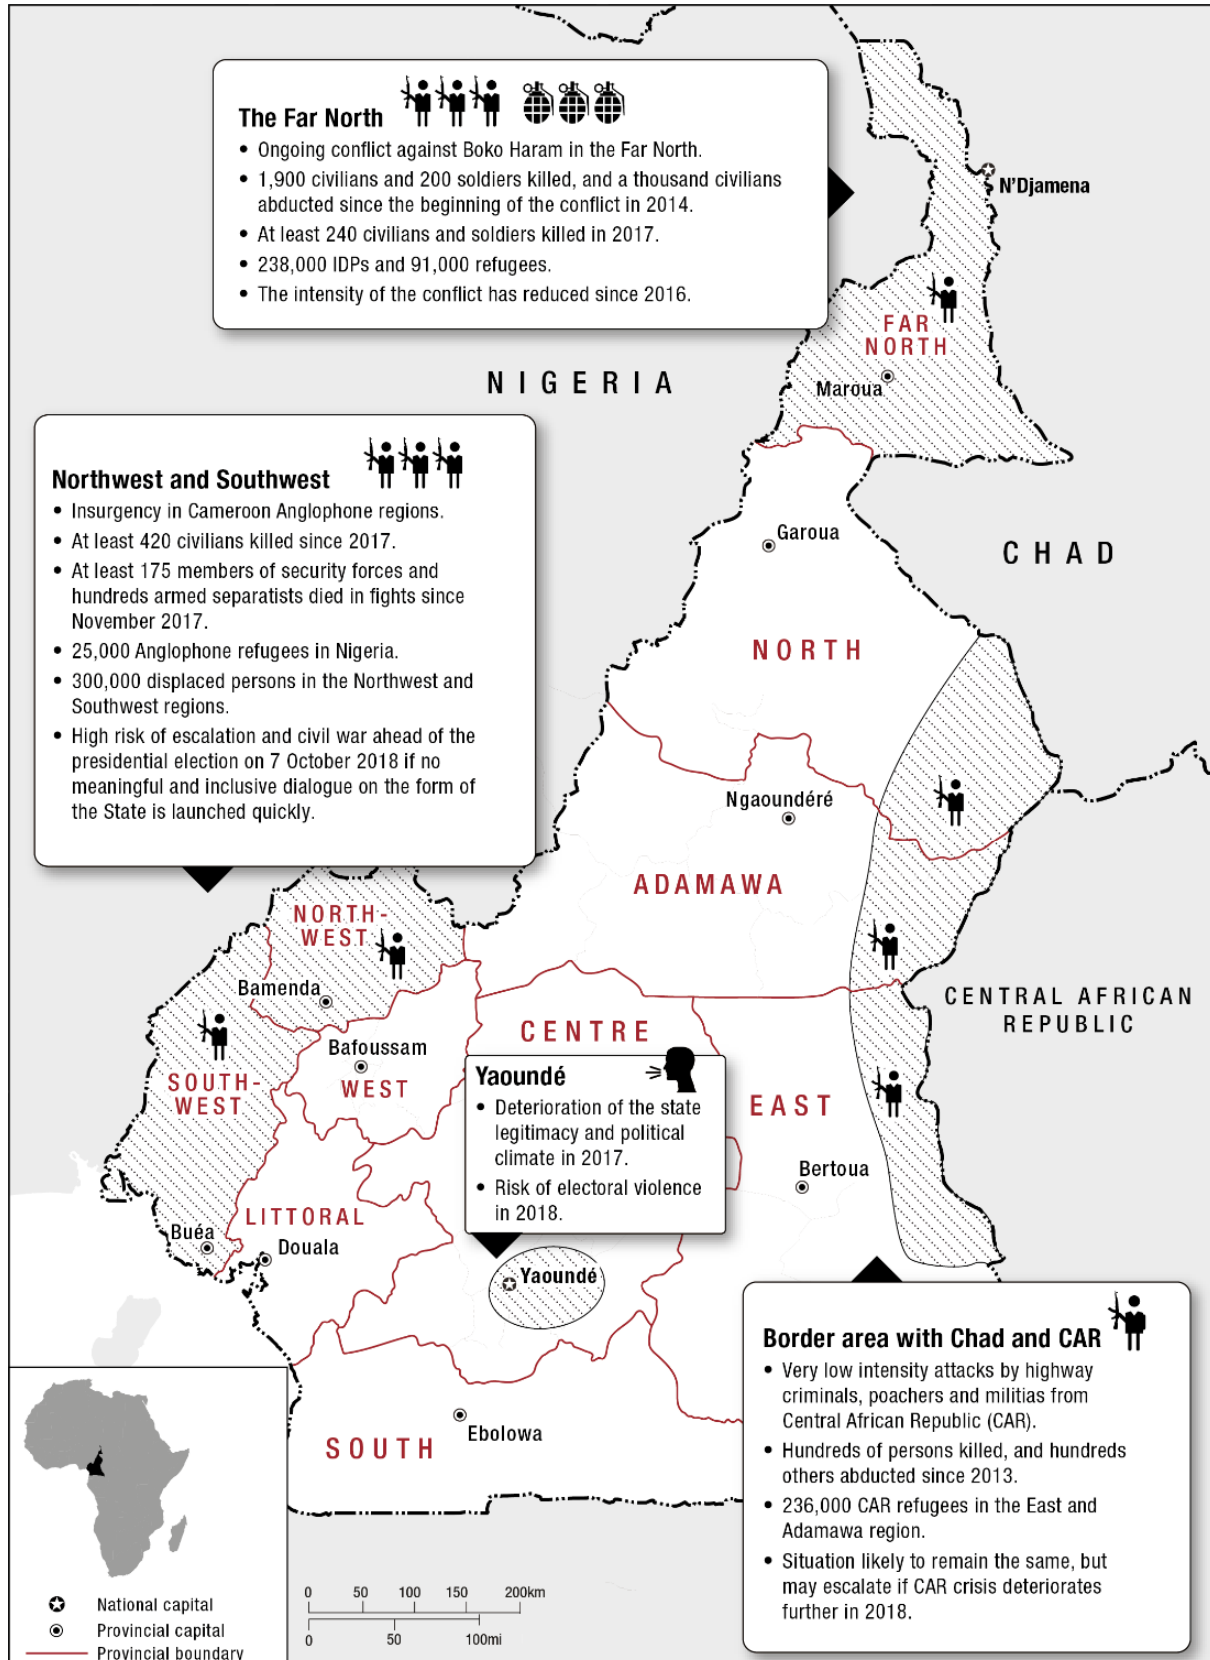 The Far North
• Ongoing conflict against Boko Haram in the Far North.
• 1,900 civilians and 200 soldiers killed, and a thousand civilians
abducted since the beginning of the conflict in 2014.
• At least 240 civilians and soldiers killed in 2017.
• 238,000 IDPs and 91,000 refugees.
• The intensity of the conflict has reduced since 2016.
N'Djamena
FAR
NORTH
Maroua
NIGERIA
Northwest and Southwest
• Insurgency in Cameroon Anglophone regions.
• At least 420 civilians killed since 2017.
• At least 175 members of security forces and
hundreds armed separatists died in fights since
November 2017.
• 25,000 Anglophone refugees in Nigeria.
• 300,000 displaced persons in the Northwest and
Southwest regions.
• High risk of escalation and civil war ahead of the
presidential election on 7 October 2018 if no
meaningful and inclusive dialogue on the form of
the State is launched quickly.
Garoua
CHAD
NORTH
Ngaoundéré
ADAMAWA
NORTH-
WEST
Bamenda
CENTRAL AFRICAN
REPUBLIC
CENTRE
Bafoussam
WEST
SOUTH-
WEST
Yaoundé
• Deterioration of the state
legitimacy and political
climate in 2017.
• Risk of electoral violence
in 2018.
EAST
Bertoua
LITTORAL
Buéa
Douala
Yaoundé
Border area with Chad and CAR
• Very low intensity attacks by highway
criminals, poachers and militias from
Central African Republic (CAR).
• Hundreds of persons killed, and hundreds
others abducted since 2013.
• 236,000 CAR refugees in the East and
Adamawa region.
• Situation likely to remain the same, but
may escalate if CAR crisis deteriorates
further in 2018.
Ebolowa
SOUTH
National capital
Provincial capital
Provincial boundary
0 50 100 150 200km
0 50 100mi